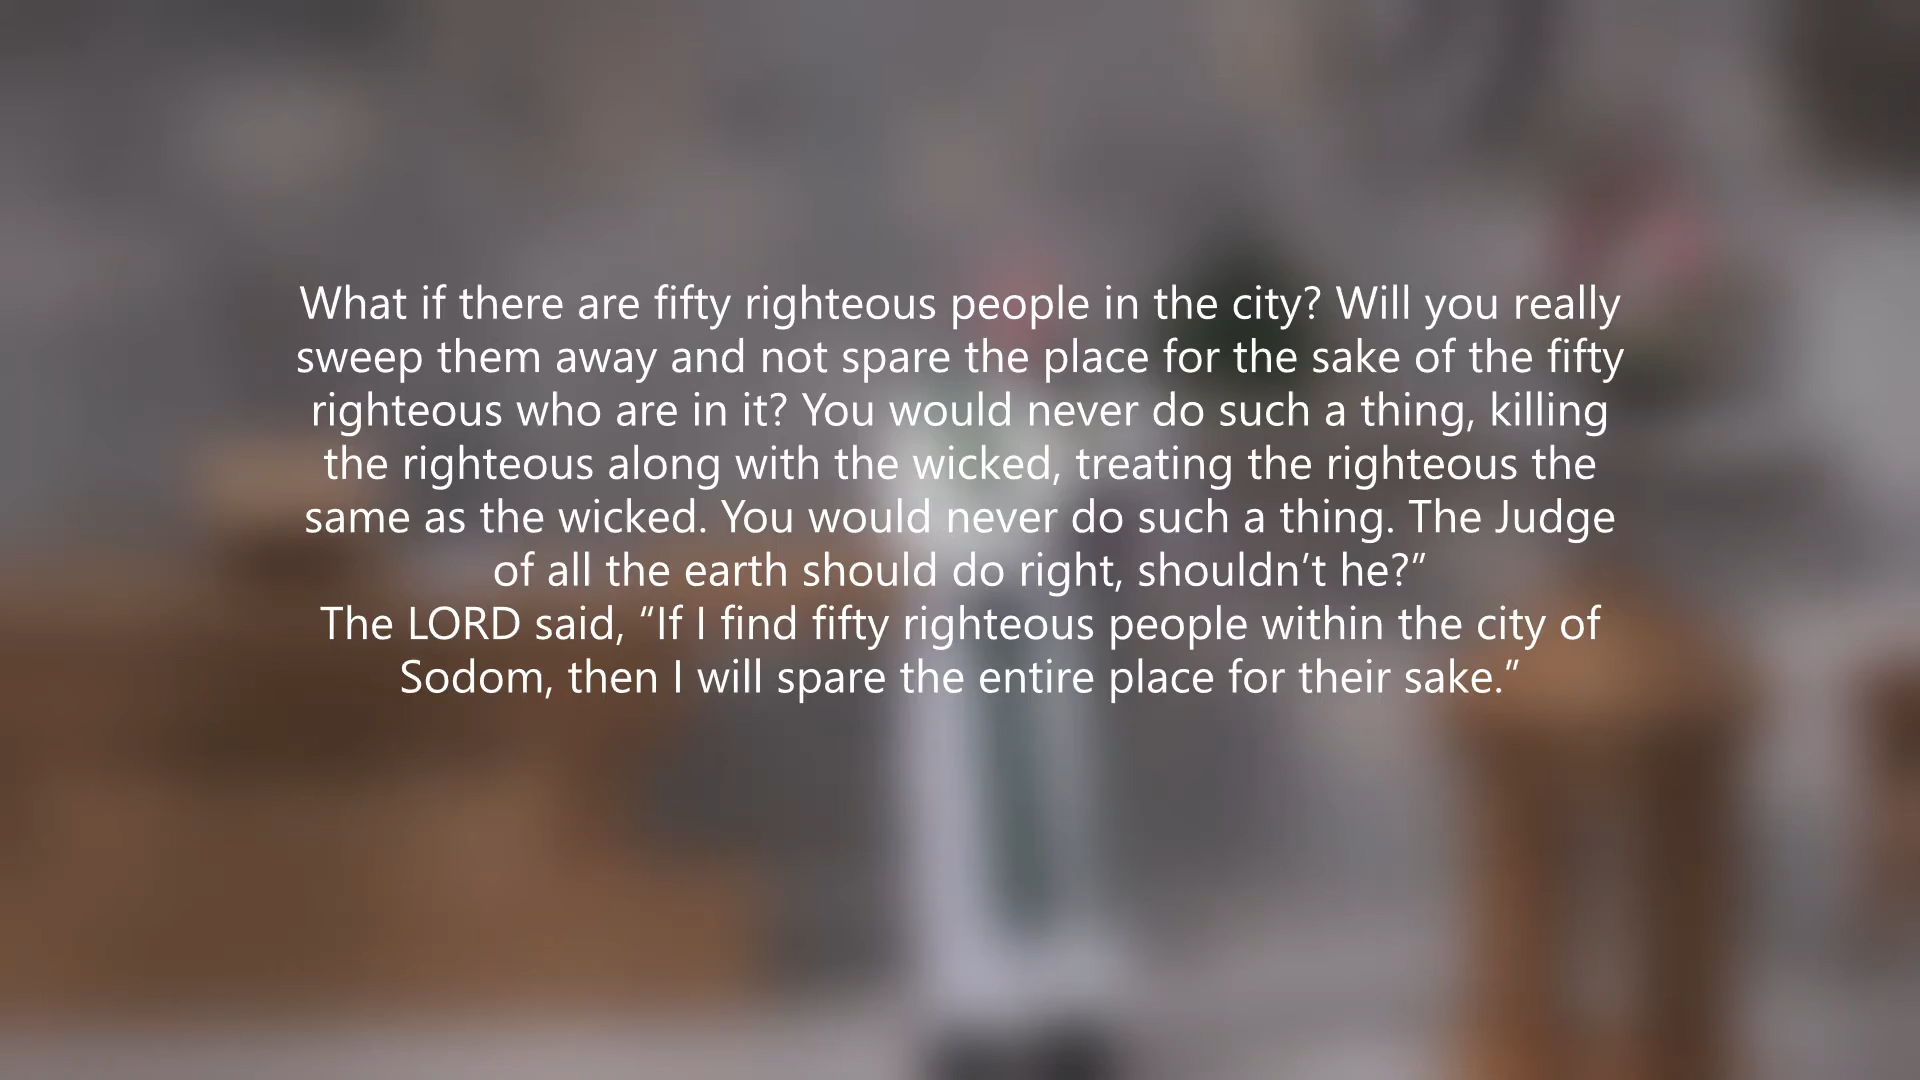 What if there are fifty righteous people in the city? Will you really
sweep them away and not spare the place for the sake of the fifty
righteous who are in it? You would never do such a thing, killing
the righteous along with the wicked, treating the righteous the
same as the wicked. You would never do such a thing. The Judge
of all the earth should do right, shouldn’t he?”
The LORD said, “If I find fifty righteous people within the city of
Sodom, then I will spare the entire place for their sake.”